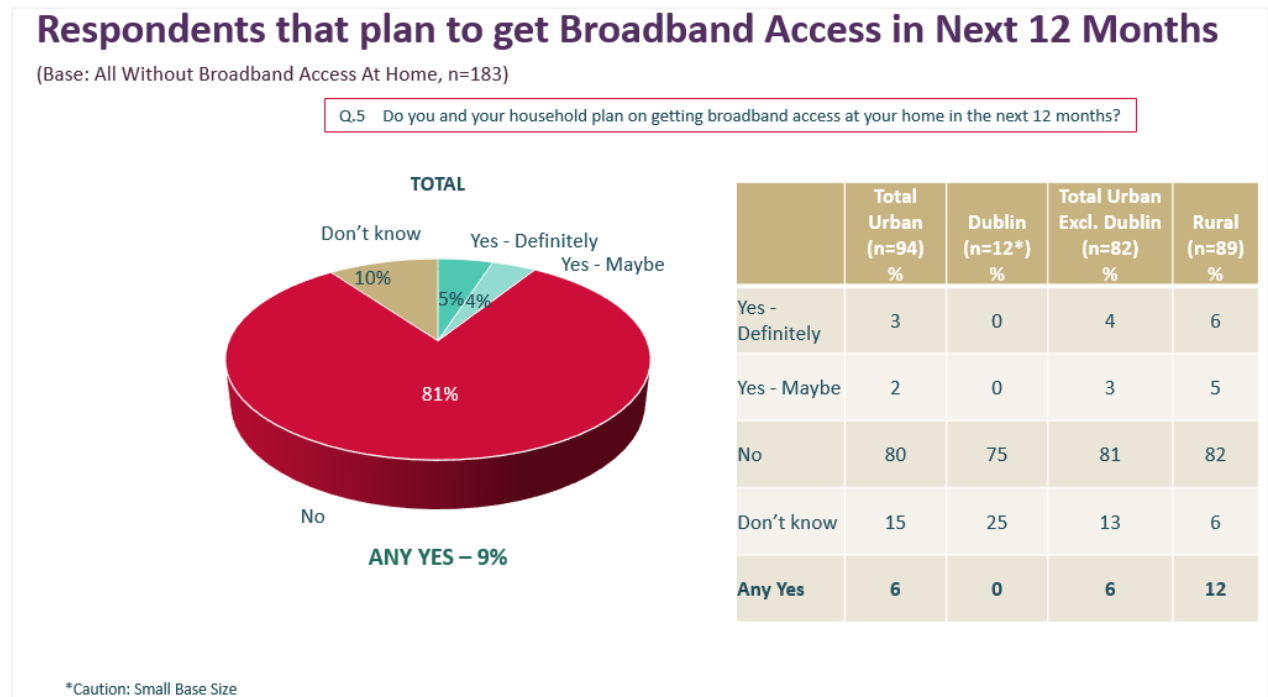 Respondents that plan to get Broadband Access in Next 12 Months
(Base: All Without Broadband Access At Home, n=183)
Q.5 Do you and your household plan on getting broadband access at your home in the next 12 months?
TOTAL
Don’t know
Yes - Definitely
Yes - Maybe
10%
5%
4%
81%
No
ANY YES – 9%
Total Urban (n=94) %
Dublin (n=12*) %
Total Urban Excl. Dublin (n=82) %
Rural (n=89) %
Yes - Definitely 3 0 4 6
Yes - Maybe 2 0 3 5
No 80 75 81 82
Don’t know 15 25 13 6
Any Yes 6 0 6 12
*Caution: Small Base Size